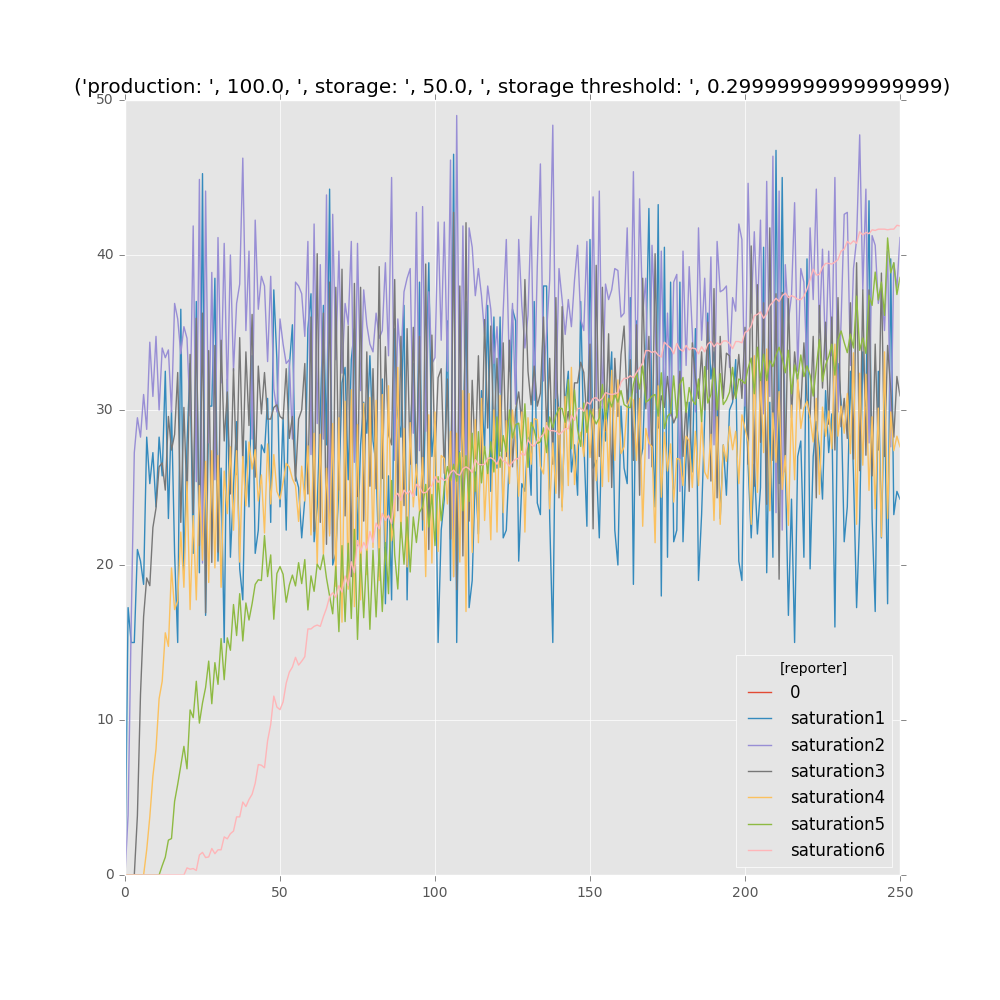 ('production: ', 100.0, ', storage: ', 50.0, ', storage threshold: ', 0.29999999999999999)
50
40
30
20
10
0
0 50 100 150 200 250
[reporter]
0
saturation1
saturation2
saturation3
saturation4
saturation5
saturation6